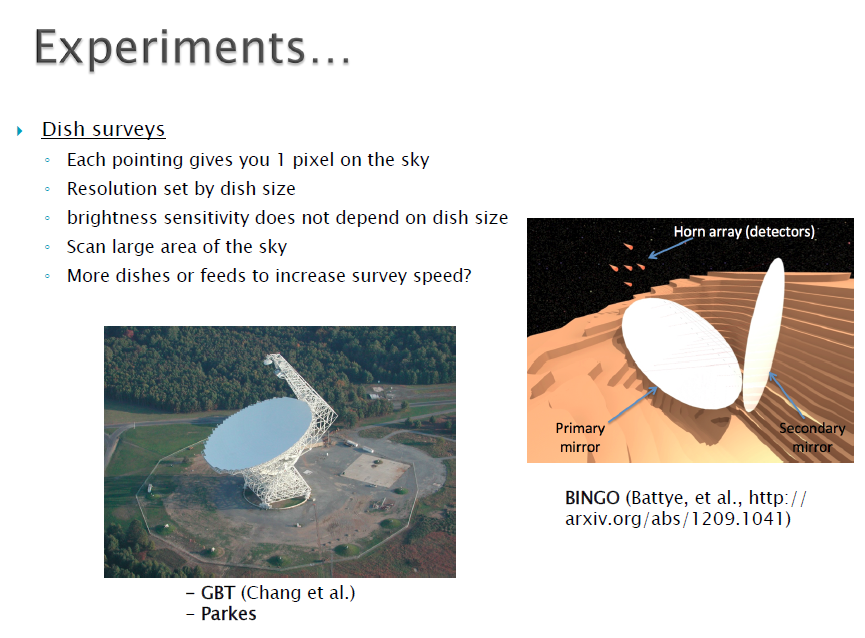 Experiments...
Dish surveys
Each pointing gives you 1 pixel on the sky
Resolution set by dish size
brightness sensitivity does not depend on dish size
Scan large area of the sky
More dishes or feeds to increase survey speed?
Horn array (detectors)
Primary
mirror
Secondary
mirror
BINGO (Battye, et al., http://
arxiv.org/abs/1209.1041)
– GBT (Chang et al.)
– Parkes